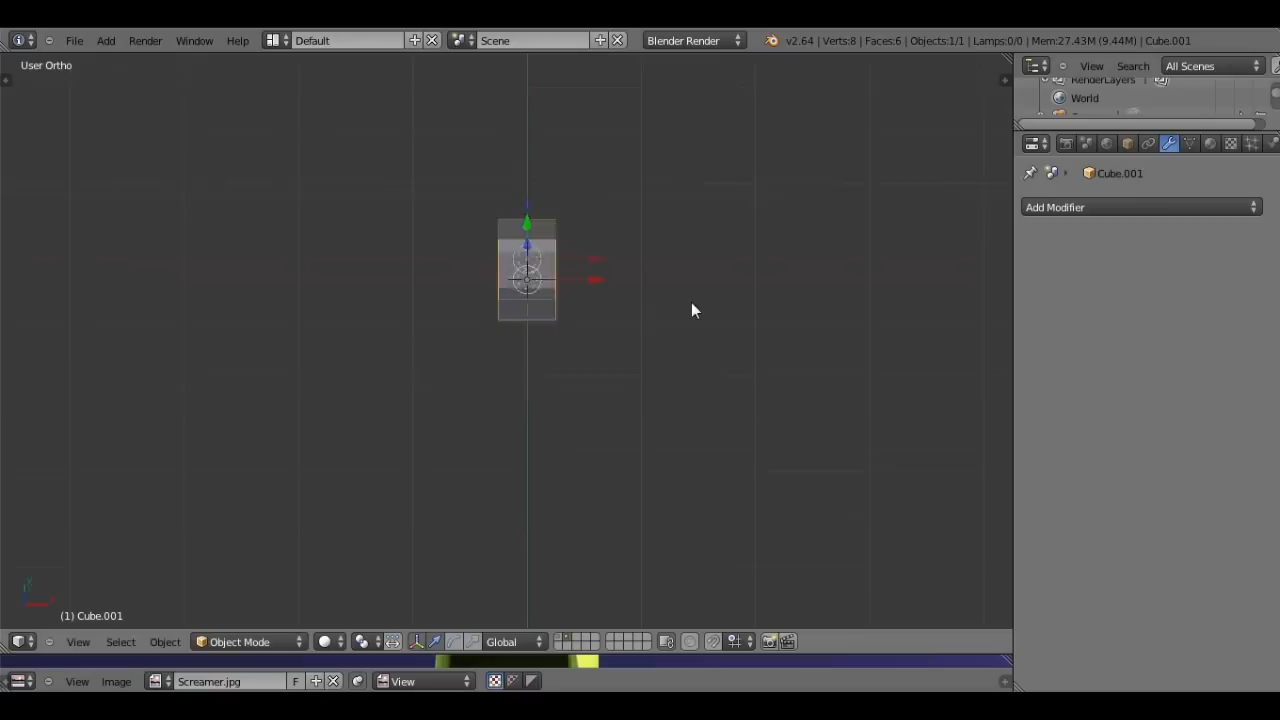 File Add Render Window Help Default Scene Blender Render v2.64 | Verts:8 | Faces:6 | Objects:1/1 | Lamps:0/0 | Mem:27.43M (9.44M) | Cube.001
User Ortho
View Search All Scenes
RenderLayers
World
Cube.001
Add Modifier
(1) Cube.001
View Select Object Object Mode Global
View Image Screamer.jpg F View